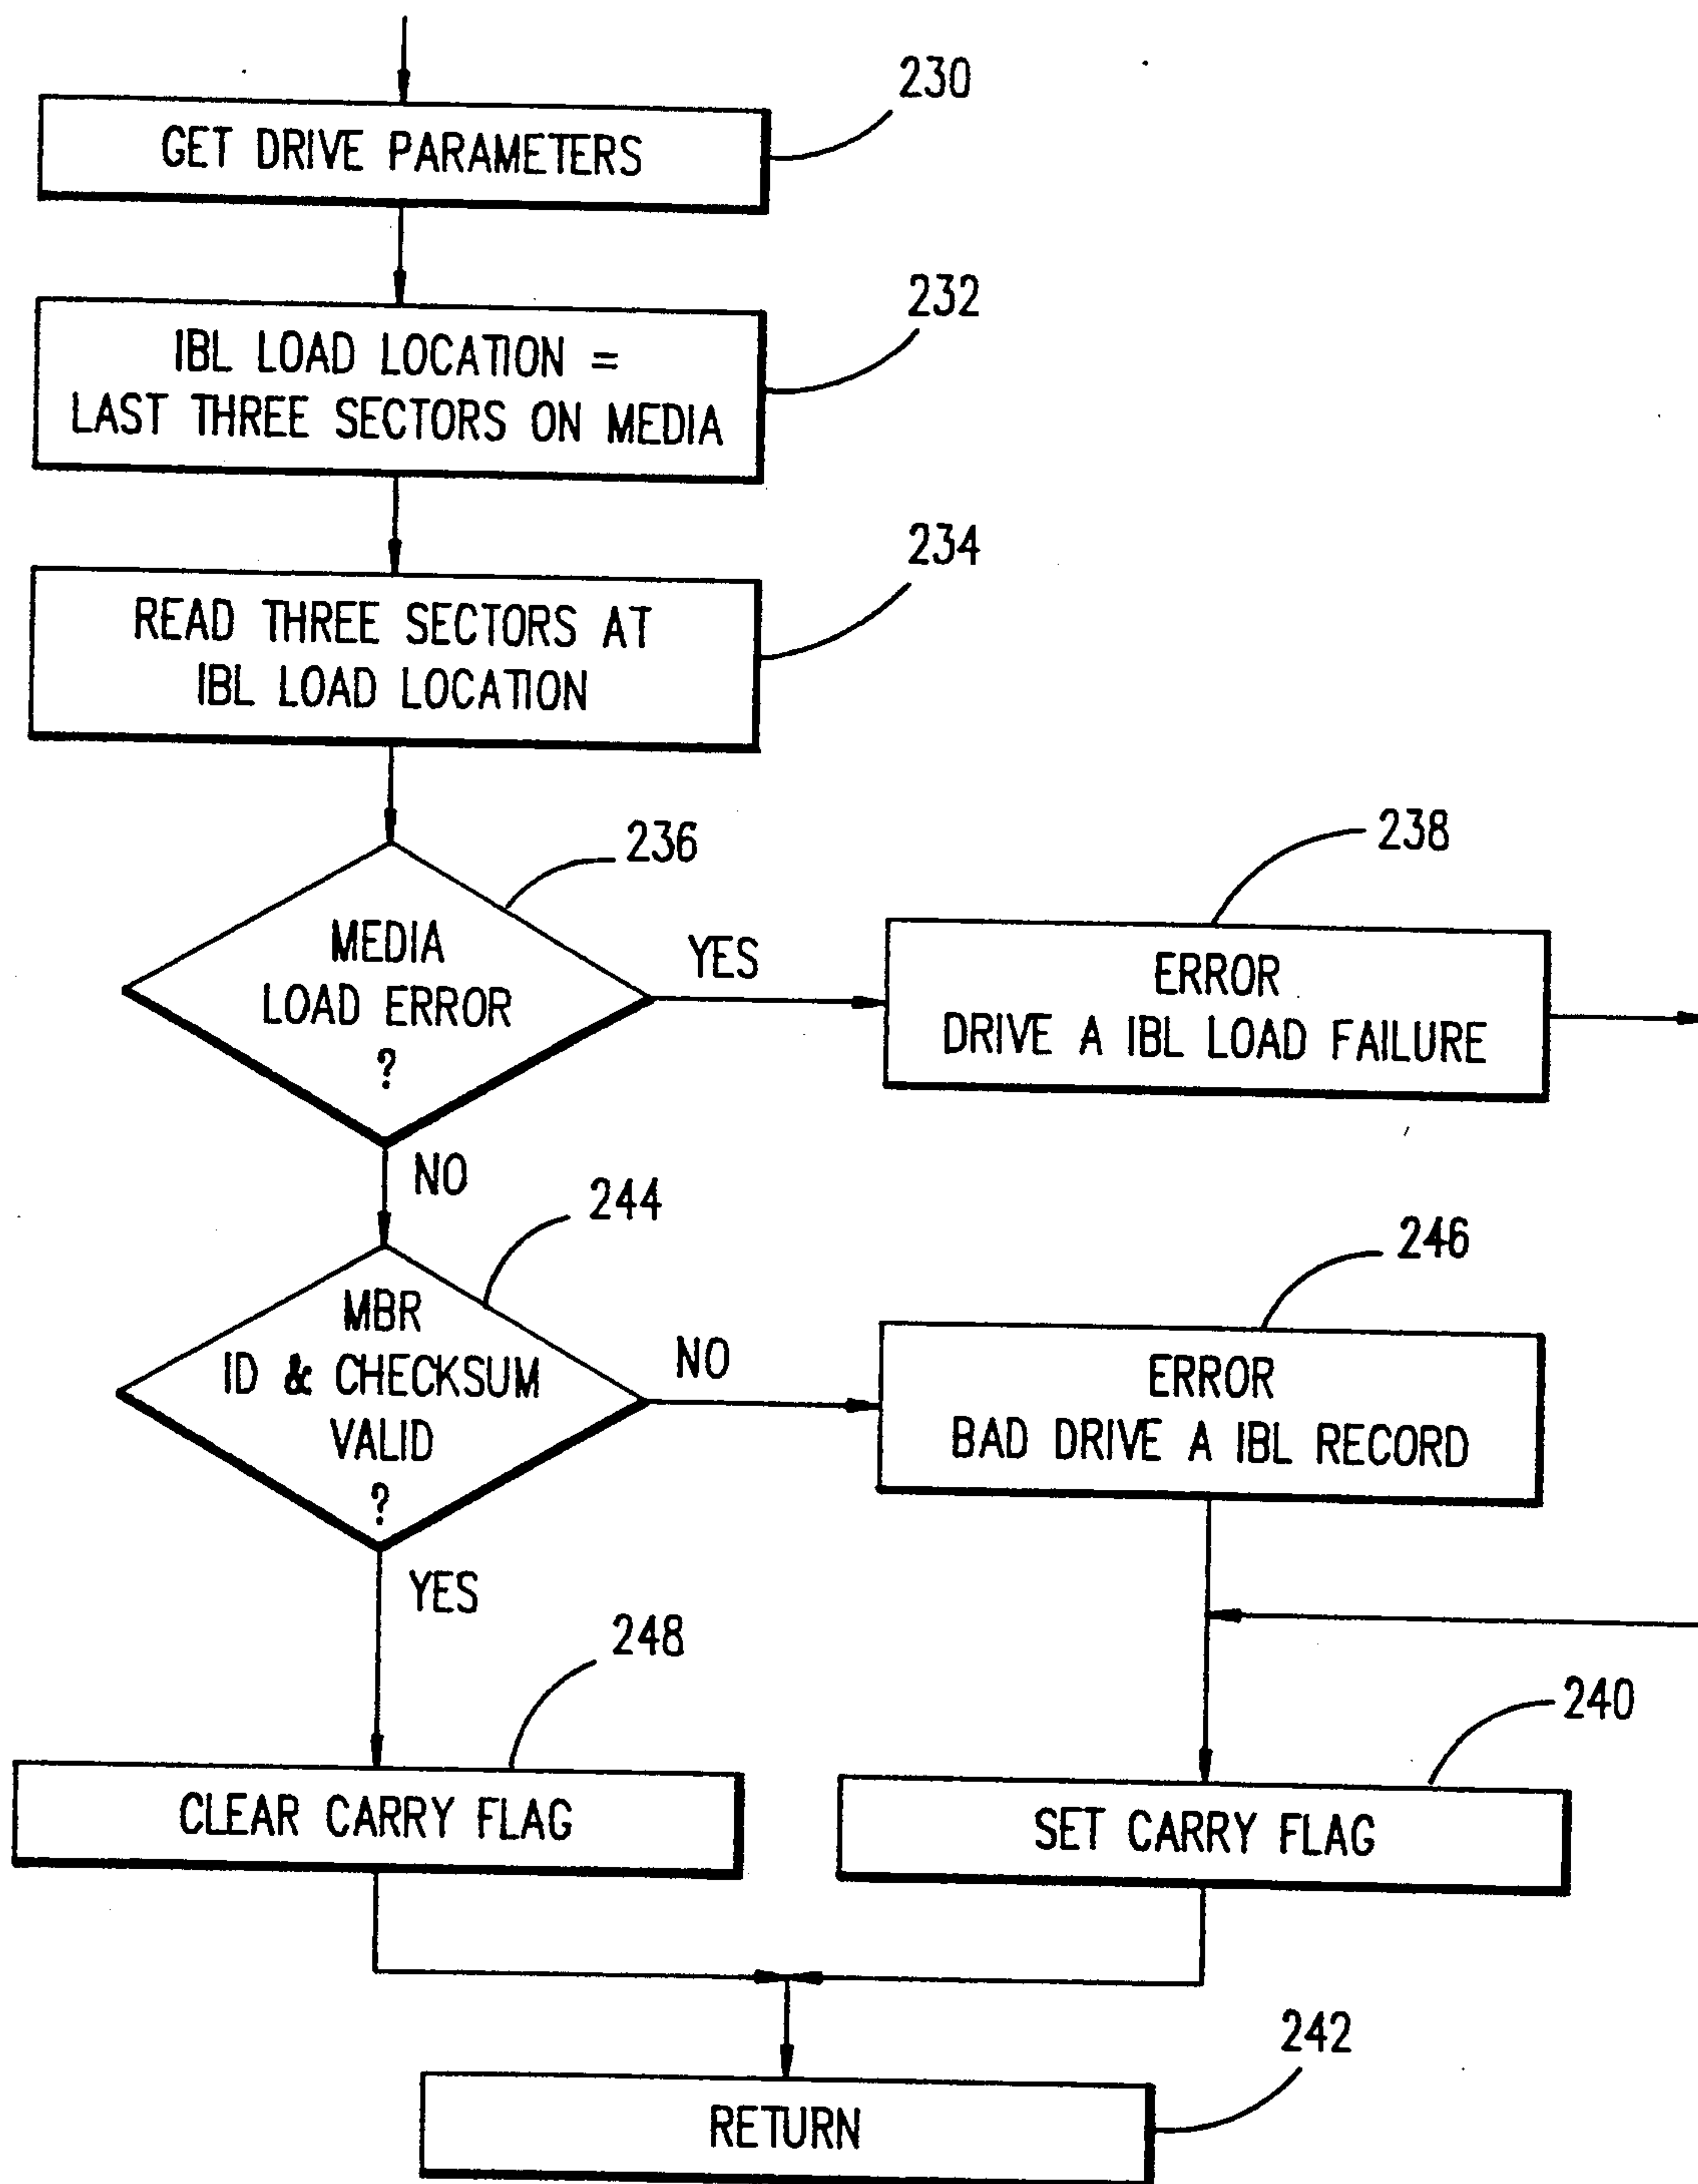 230
GET DRIVE PARAMETERS
232
IBL LOAD LOCATION =
LAST THREE SECTORS ON MEDIA
234
READ THREE SECTORS AT
IBL LOAD LOCATION
236
238
MEDIA
LOAD ERROR
?
YES
ERROR
DRIVE A IBL LOAD FAILURE
NO
244
246
MBR
ID & CHECKSUM
VALID
?
NO
ERROR
BAD DRIVE A IBL RECORD
YES
248
240
CLEAR CARRY FLAG
SET CARRY FLAG
242
RETURN